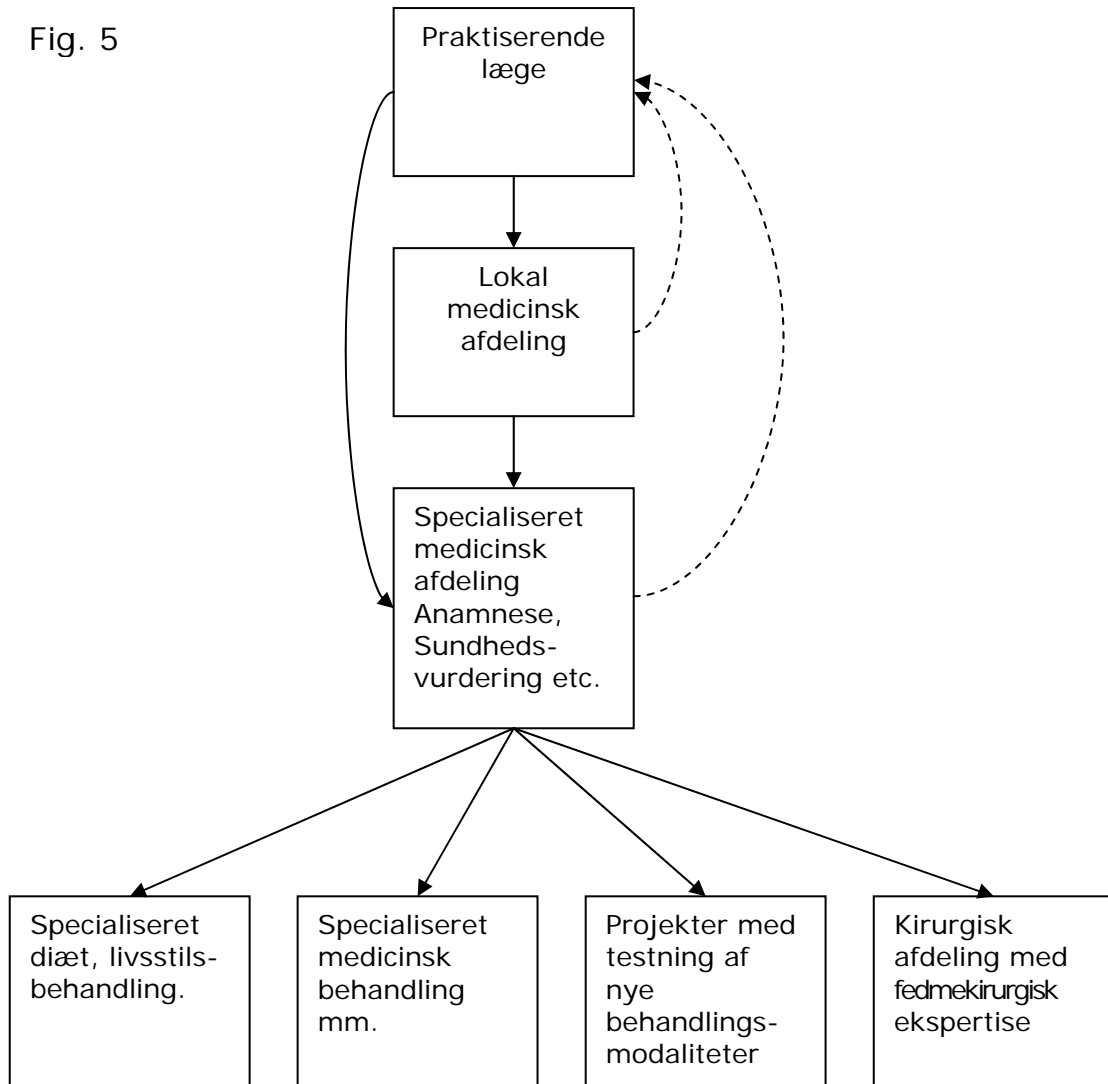 Fig. 5
Praktiserende
læge
Lokal
medicinsk
afdeling
Specialiseret
medicinsk
afdeling
Anamnese,
Sundheds-
vurdering etc.
Specialiseret
diæt, livsstils-
behandling.
Specialiseret
medicinsk
behandling
mm.
Projekter med
testning af
nye
behandlings-
modaliteter
Kirurgisk
afdeling med
fedmekirurgisk
ekspertise